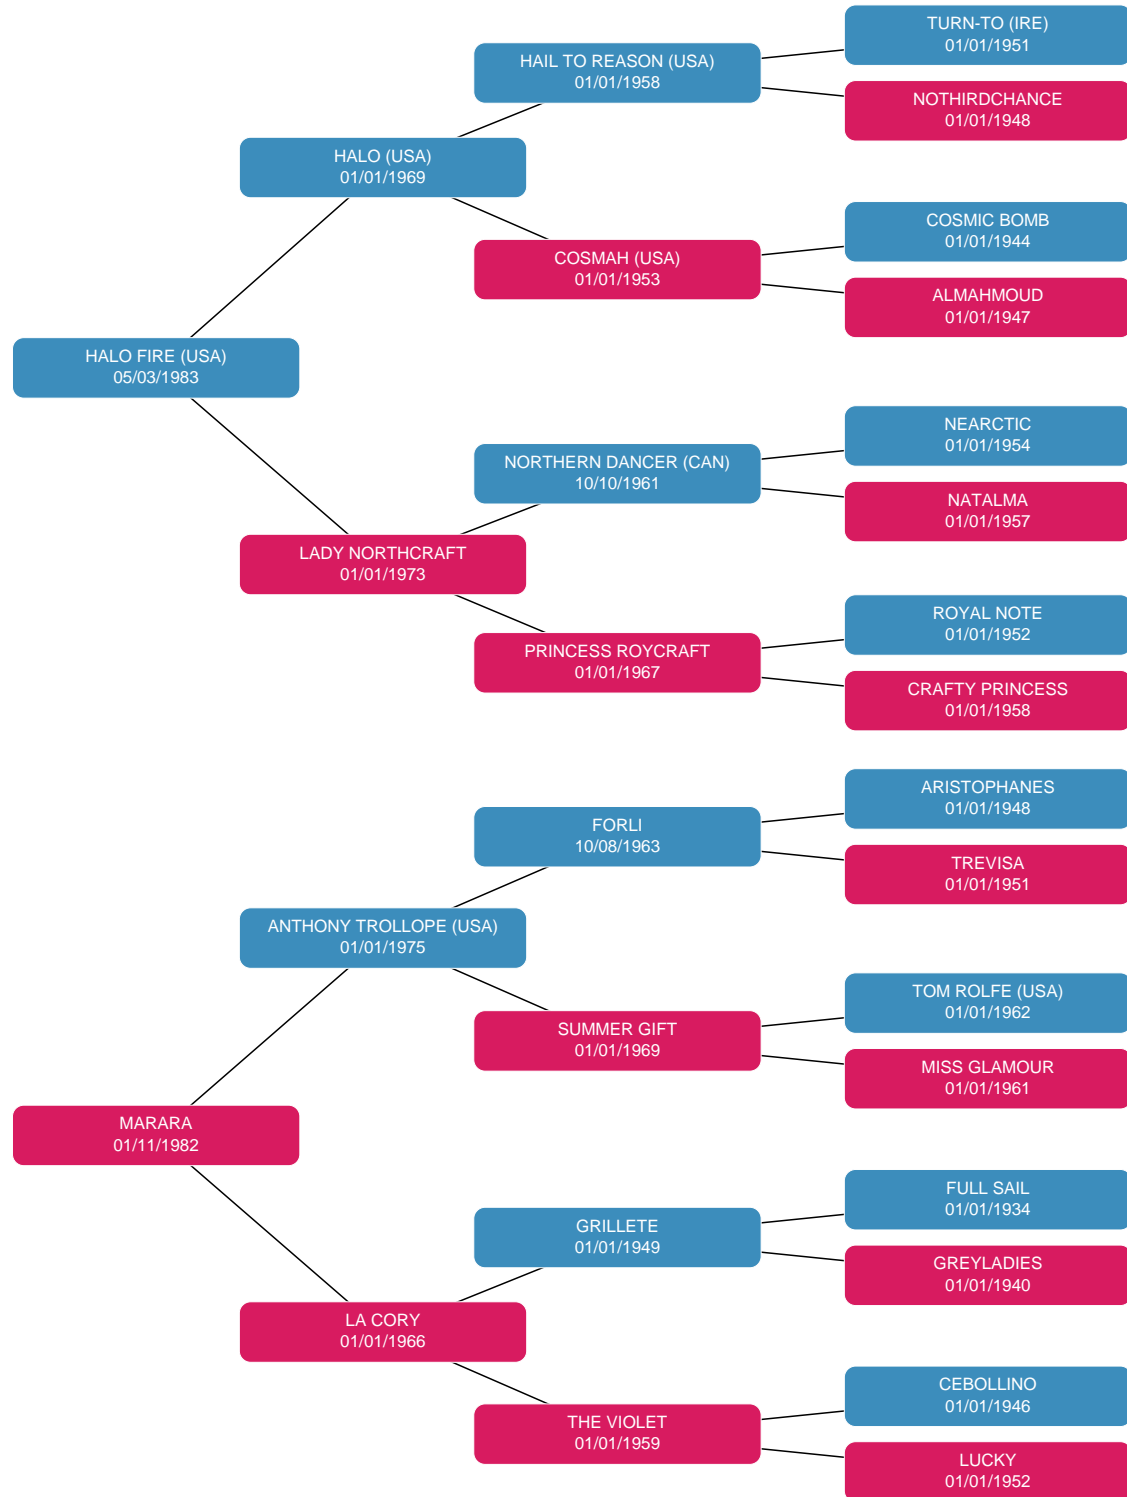 TURN-TO (IRE)
01/01/1951
HAIL TO REASON (USA)
01/01/1958
NOTHIRDCHANCE
01/01/1948
HALO (USA)
01/01/1969
COSMIC BOMB
01/01/1944
COSMAH (USA)
01/01/1953
ALMAHMOUD
01/01/1947
HALO FIRE (USA)
05/03/1983
NEARCTIC
01/01/1954
NORTHERN DANCER (CAN)
10/10/1961
NATALMA
01/01/1957
LADY NORTHCRAFT
01/01/1973
ROYAL NOTE
01/01/1952
PRINCESS ROYCRAFT
01/01/1967
CRAFTY PRINCESS
01/01/1958
ARISTOPHANES
01/01/1948
FORLI
10/08/1963
TREVISA
01/01/1951
ANTHONY TROLLOPE (USA)
01/01/1975
TOM ROLFE (USA)
01/01/1962
SUMMER GIFT
01/01/1969
MISS GLAMOUR
01/01/1961
MARARA
01/11/1982
FULL SAIL
01/01/1934
GRILLETE
01/01/1949
GREYLADIES
01/01/1940
LA CORY
01/01/1966
CEBOLLINO
01/01/1946
THE VIOLET
01/01/1959
LUCKY
01/01/1952